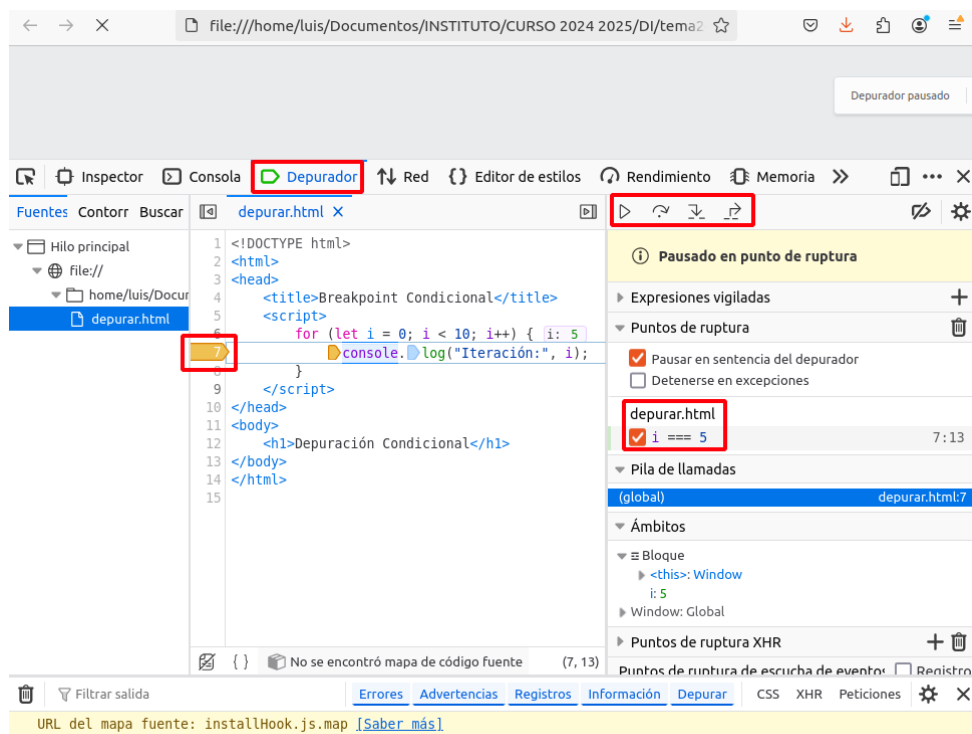 file:///home/luis/Documentos/INSTITUTO/CURSO 2024 2025/DI/tema2
Depurador pausado
Inspector Consola Depurador Red Editor de estilos Rendimiento Memoria
Fuentes Contorr Buscar depurar.html
Hilo principal
file://
home/luis/Docur
depurar.html
1 <!DOCTYPE html>
2 <html>
3 <head>
4 <title>Breakpoint Condicional</title>
5 <script>
6 for (let i = 0; i < 10; i++) { i: 5
7 console.log("Iteración:", i);
8 }
9 </script>
10 </head>
11 <body>
12 <h1>Depuración Condicional</h1>
13 </body>
14 </html>
15
{ } No se encontró mapa de código fuente (7, 13)
Pausado en punto de ruptura
Expresiones vigiladas
Puntos de ruptura
Pausar en sentencia del depurador
Detenerse en excepciones
depurar.html
i === 5 7:13
Pila de llamadas
(global) depurar.html:7
Ámbitos
Bloque
<this>: Window
i: 5
Window: Global
Puntos de ruptura XHR
Puntos de ruptura de escucha de eventos Registro
Filtrar salida Errores Advertencias Registros Información Depurar CSS XHR Peticiones
URL del mapa fuente: installHook.js.map [Saber más]